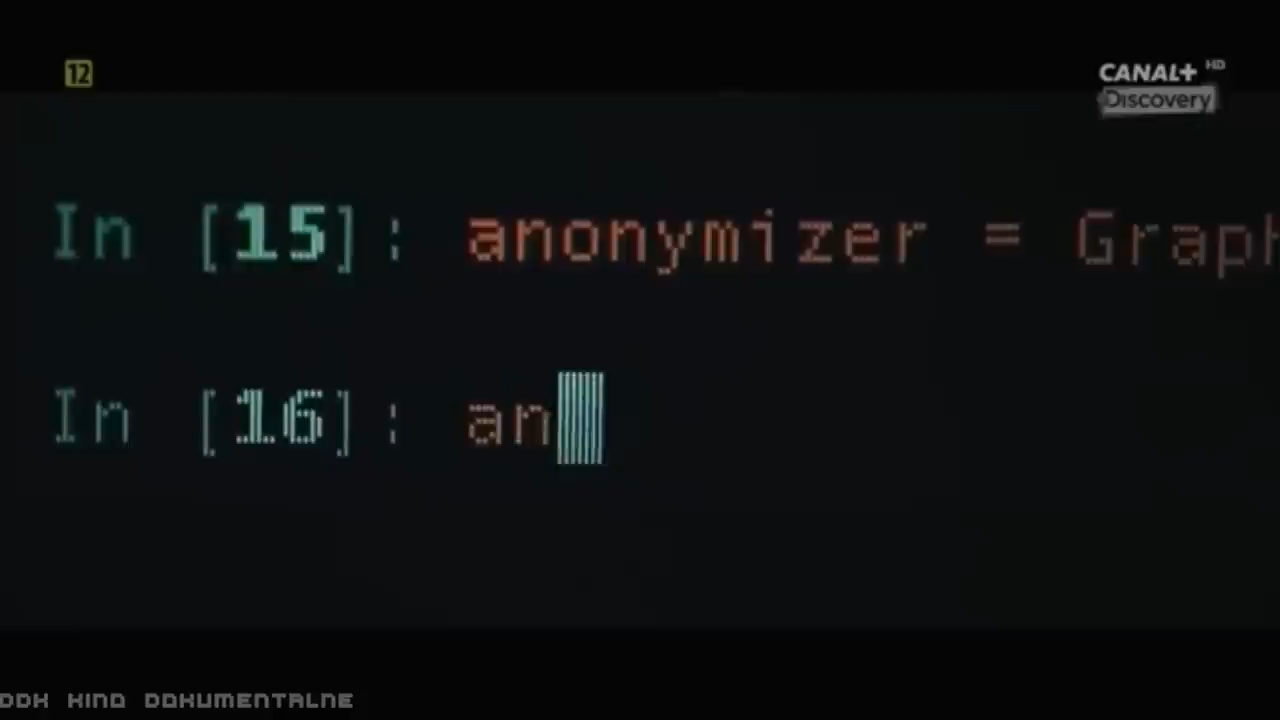 12
CANAL+ HD
Discovery
In [15]: anonymizer = Graph
In [16]: an
DDK KINO DOKUMENTALNE